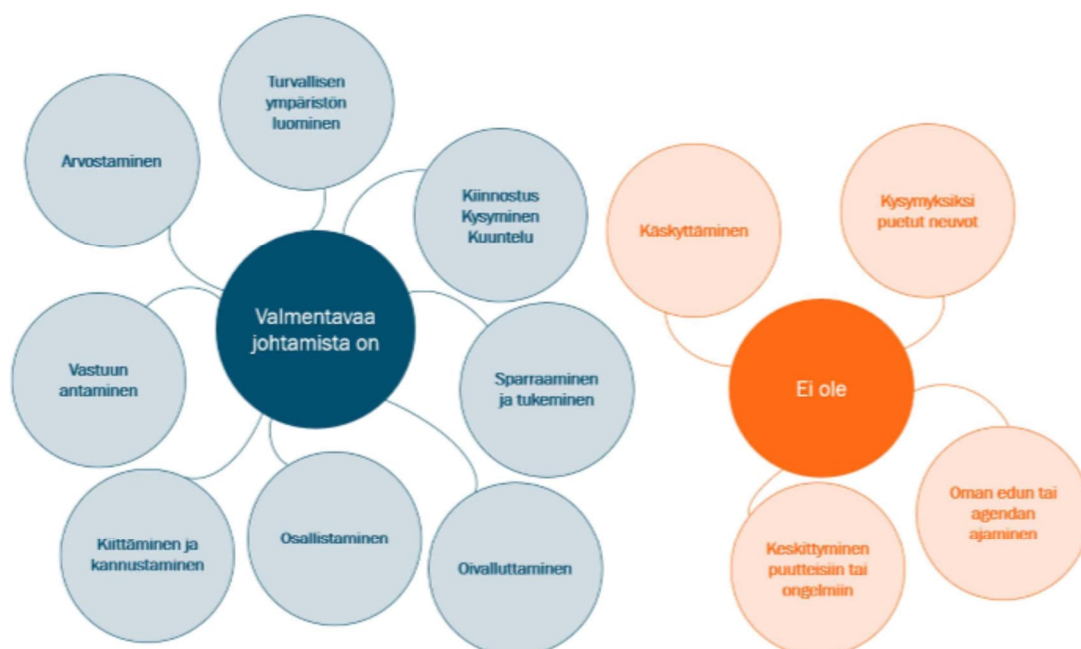 Valmentavaa
johtamista on
Turvallisen
ympäristön
luominen
Kiinnostus
Kysyminen
Kuuntelu
Sparraaminen
ja tukeminen
Oivalluttaminen
Osallistaminen
Kiittäminen ja
kannustaminen
Vastuun
antaminen
Arvostaminen
Ei ole
Käskyttäminen
Kysymyksiksi
puetut neuvot
Oman edun tai
agendan
ajaminen
Keskittyminen
puutteisiin tai
ongelmiin